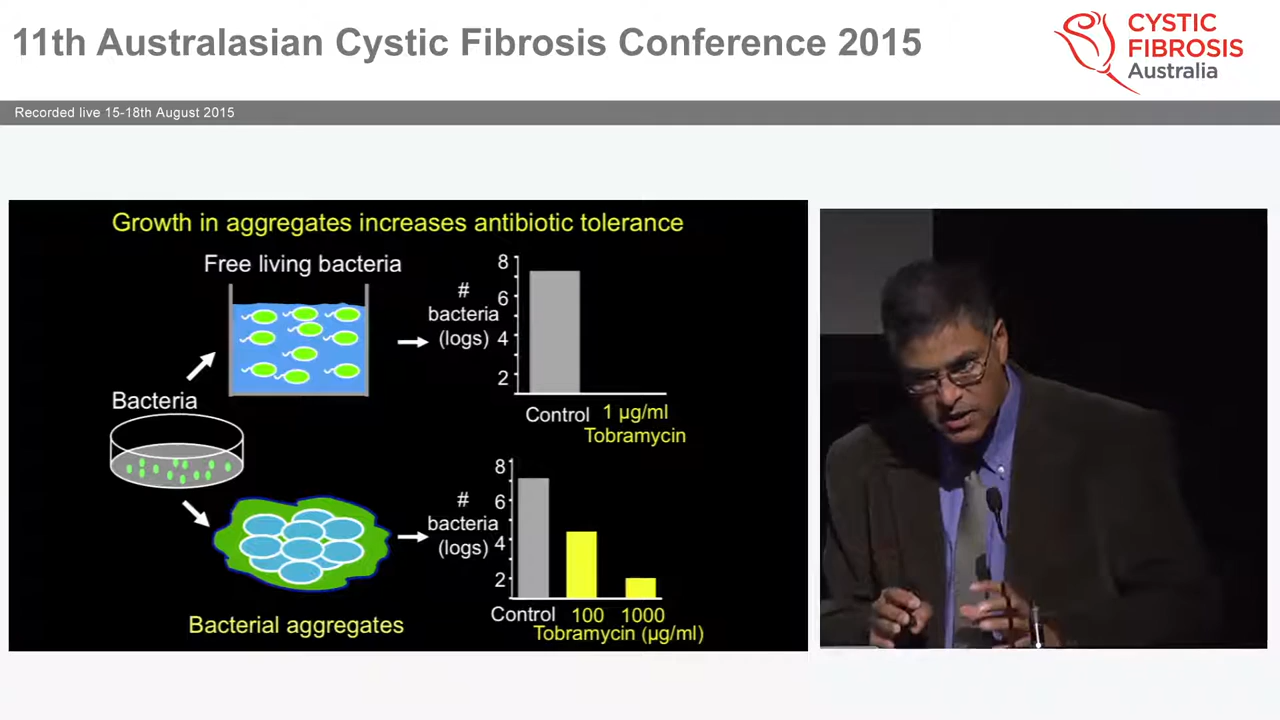 11th Australasian Cystic Fibrosis Conference 2015
CYSTIC
FIBROSIS
Australia
Recorded live 15-18th August 2015
Growth in aggregates increases antibiotic tolerance
Free living bacteria
#
bacteria
(logs)
8
6
4
2
Control
1 µg/ml
Tobramycin
Bacteria
#
bacteria
(logs)
8
6
4
2
Control
100
1000
Tobramycin (µg/ml)
Bacterial aggregates